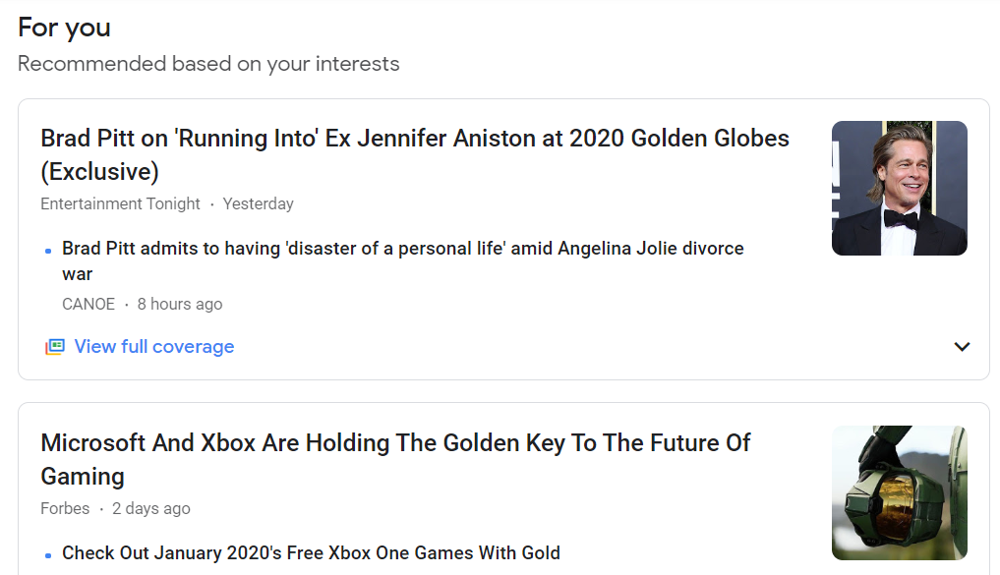 For you
Recommended based on your interests
Brad Pitt on 'Running Into' Ex Jennifer Aniston at 2020 Golden Globes
(Exclusive)
Entertainment Tonight · Yesterday
Brad Pitt admits to having 'disaster of a personal life' amid Angelina Jolie divorce
war
CANOE · 8 hours ago
View full coverage
Microsoft And Xbox Are Holding The Golden Key To The Future Of
Gaming
Forbes · 2 days ago
Check Out January 2020's Free Xbox One Games With Gold